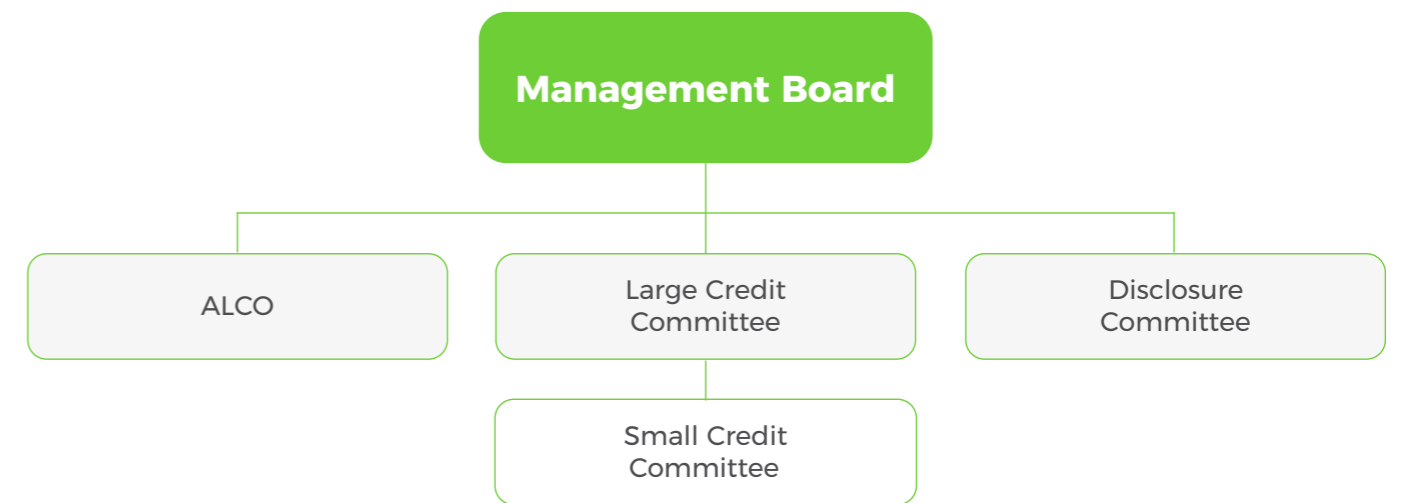 Management Board
ALCO
Large Credit
Committee
Disclosure
Committee
Small Credit
Committee